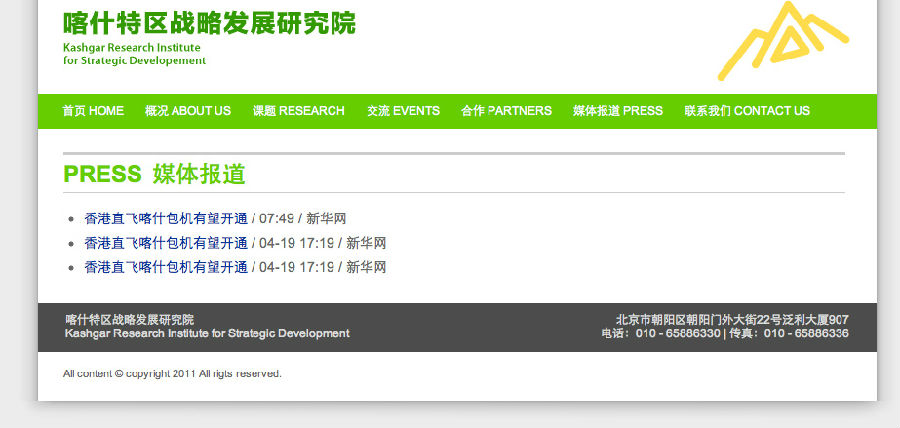 喀什特区战略发展研究院
Kashgar Research Institute
for Strategic Developement
首页 HOME 概况 ABOUT US 课题 RESEARCH 交流 EVENTS 合作 PARTNERS 媒体报道 PRESS 联系我们 CONTACT US
PRESS 媒体报道
香港直飞喀什包机有望开通 / 07:49 / 新华网
香港直飞喀什包机有望开通 / 04-19 17:19 / 新华网
香港直飞喀什包机有望开通 / 04-19 17:19 / 新华网
喀什特区战略发展研究院
Kashgar Research Institute for Strategic Development
北京市朝阳区朝阳门外大街22号泛利大厦907
电话：010 - 65886330 | 传真：010 - 65886336
All content © copyright 2011 All rigts reserved.